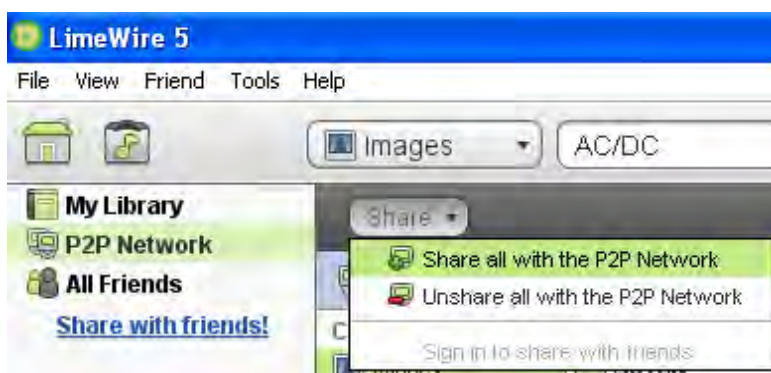 LimeWire 5
File View Friend Tools Help
Images AC/DC
My Library
Share
P2P Network
Share all with the P2P Network
All Friends
Unshare all with the P2P Network
Share with friends!
Sign in to share with friends